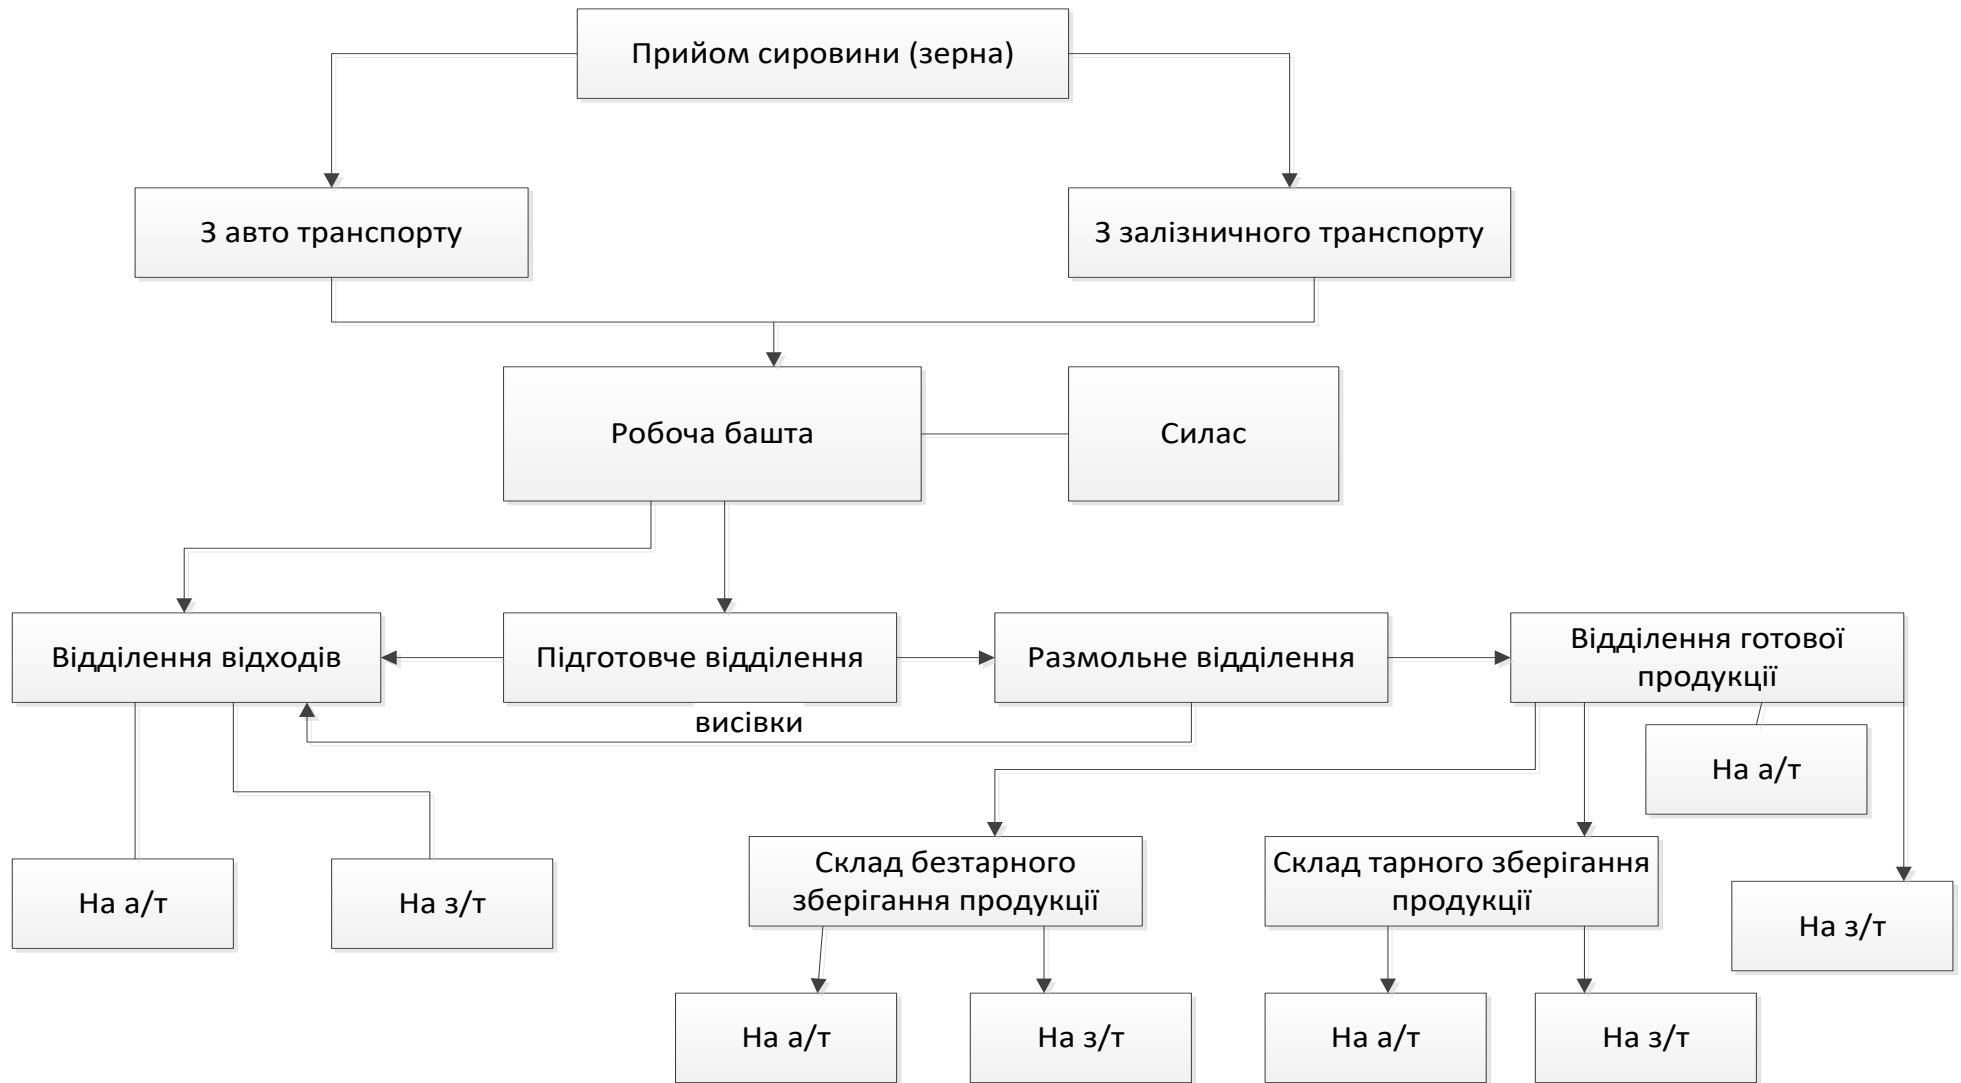 Прийом сировини (зерна)
З авто транспорту
З залізничного транспорту
Робоча башта
Силас
Відділення відходів
Підготовче відділення
Размольне відділення
Відділення готової
продукції
висівки
На а/т
Склад безтарного
зберігання продукції
Склад тарного зберігання
продукції
На а/т
На з/т
На з/т
На а/т
На з/т
На а/т
На з/т